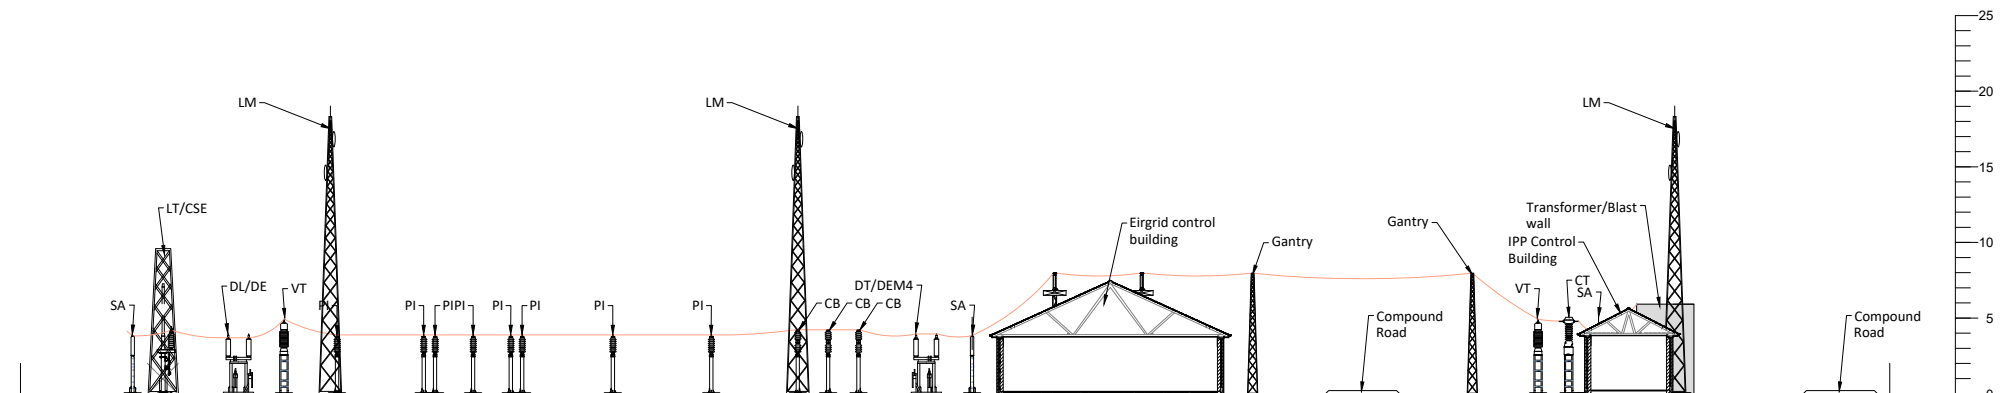 25
20
15
10
5
0
LM
LM
LM
LT/CSE
Transformer/Blast
wall
Eirgrid control
building
Gantry
Gantry
IPP Control
Building
DL/DE
VT
DT/DEM4
VT
CT
SA
SA
PI
PI
PI
PI
PI
PI
PI
PI
CB
CB
CB
SA
Compound
Road
Compound
Road